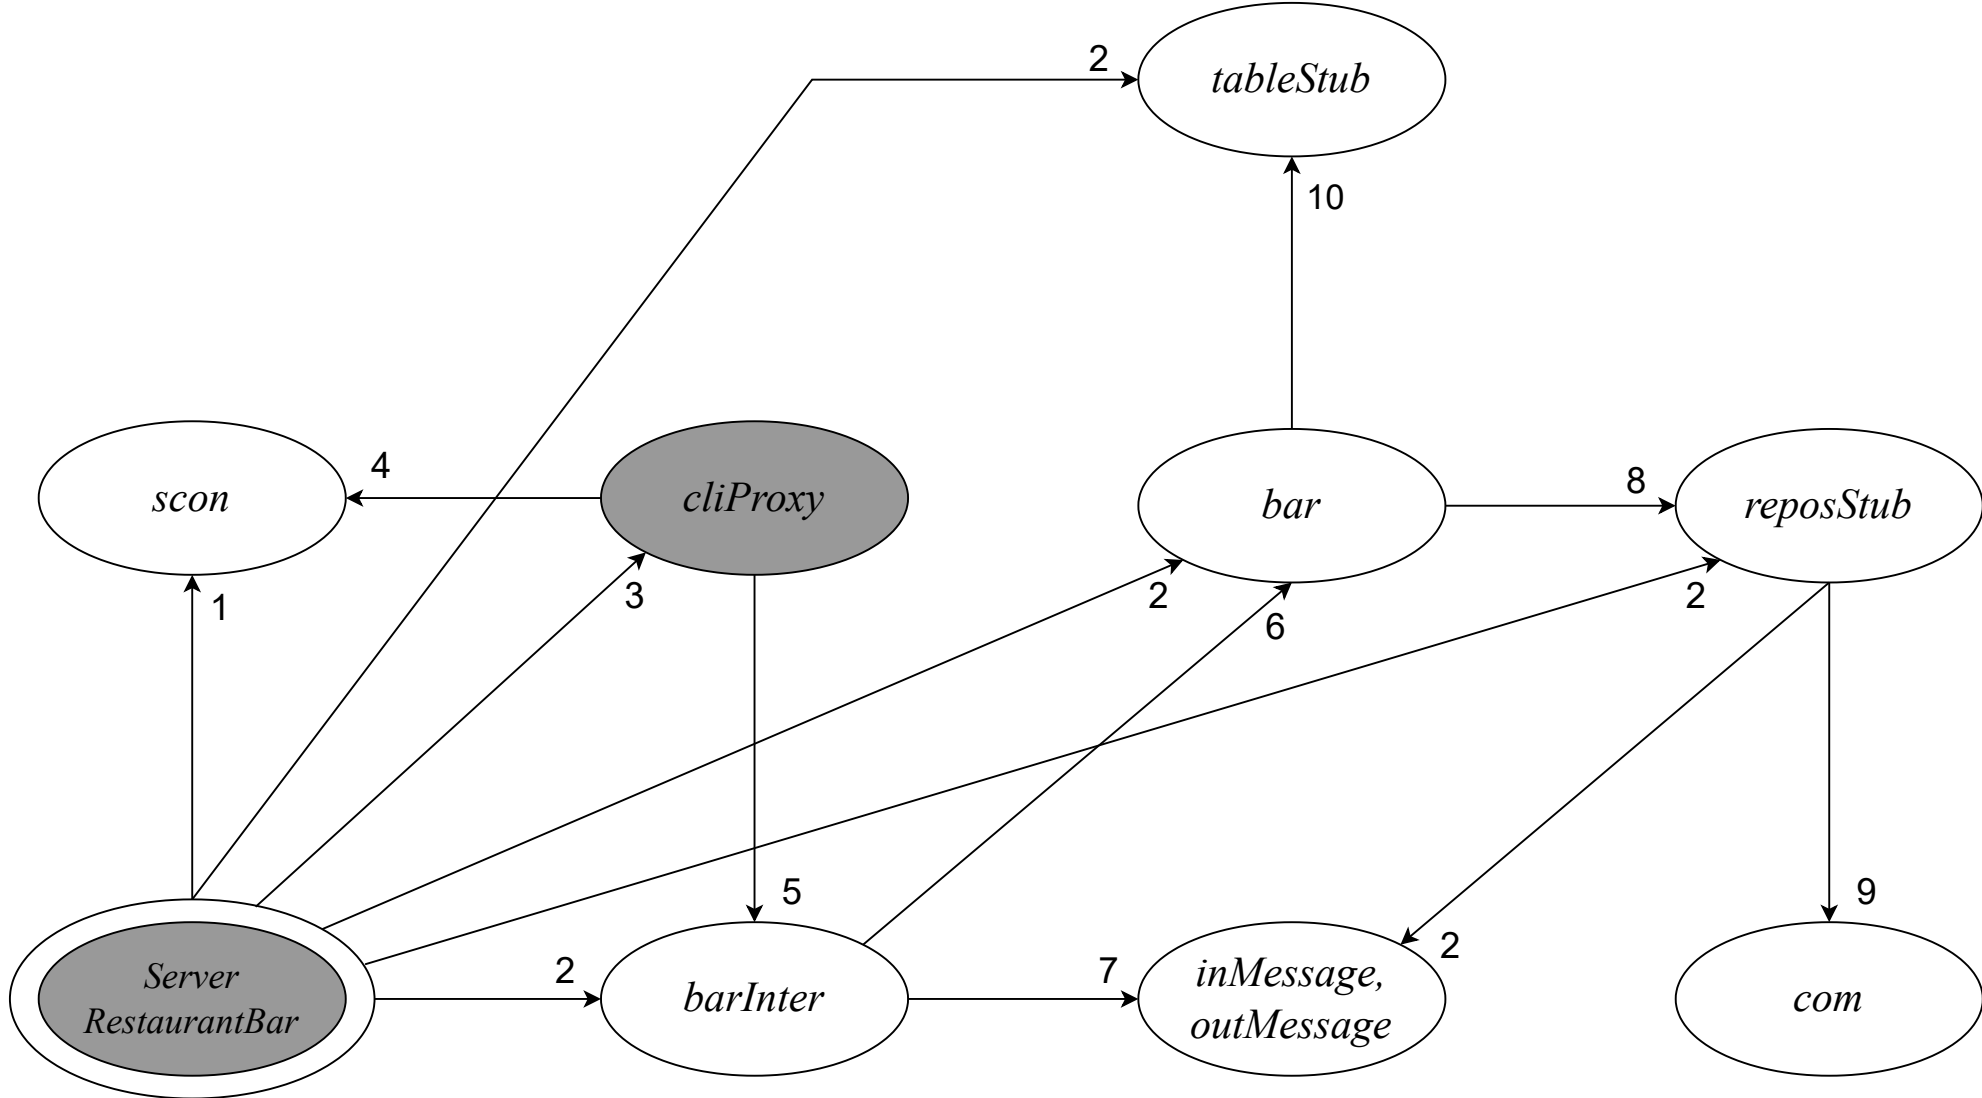 2
tableStub
10
4
scon
cliProxy
bar
8
reposStub
1
3
2
6
2
5
9
Server
RestaurantBar
2
barInter
7
inMessage,
outMessage
2
com